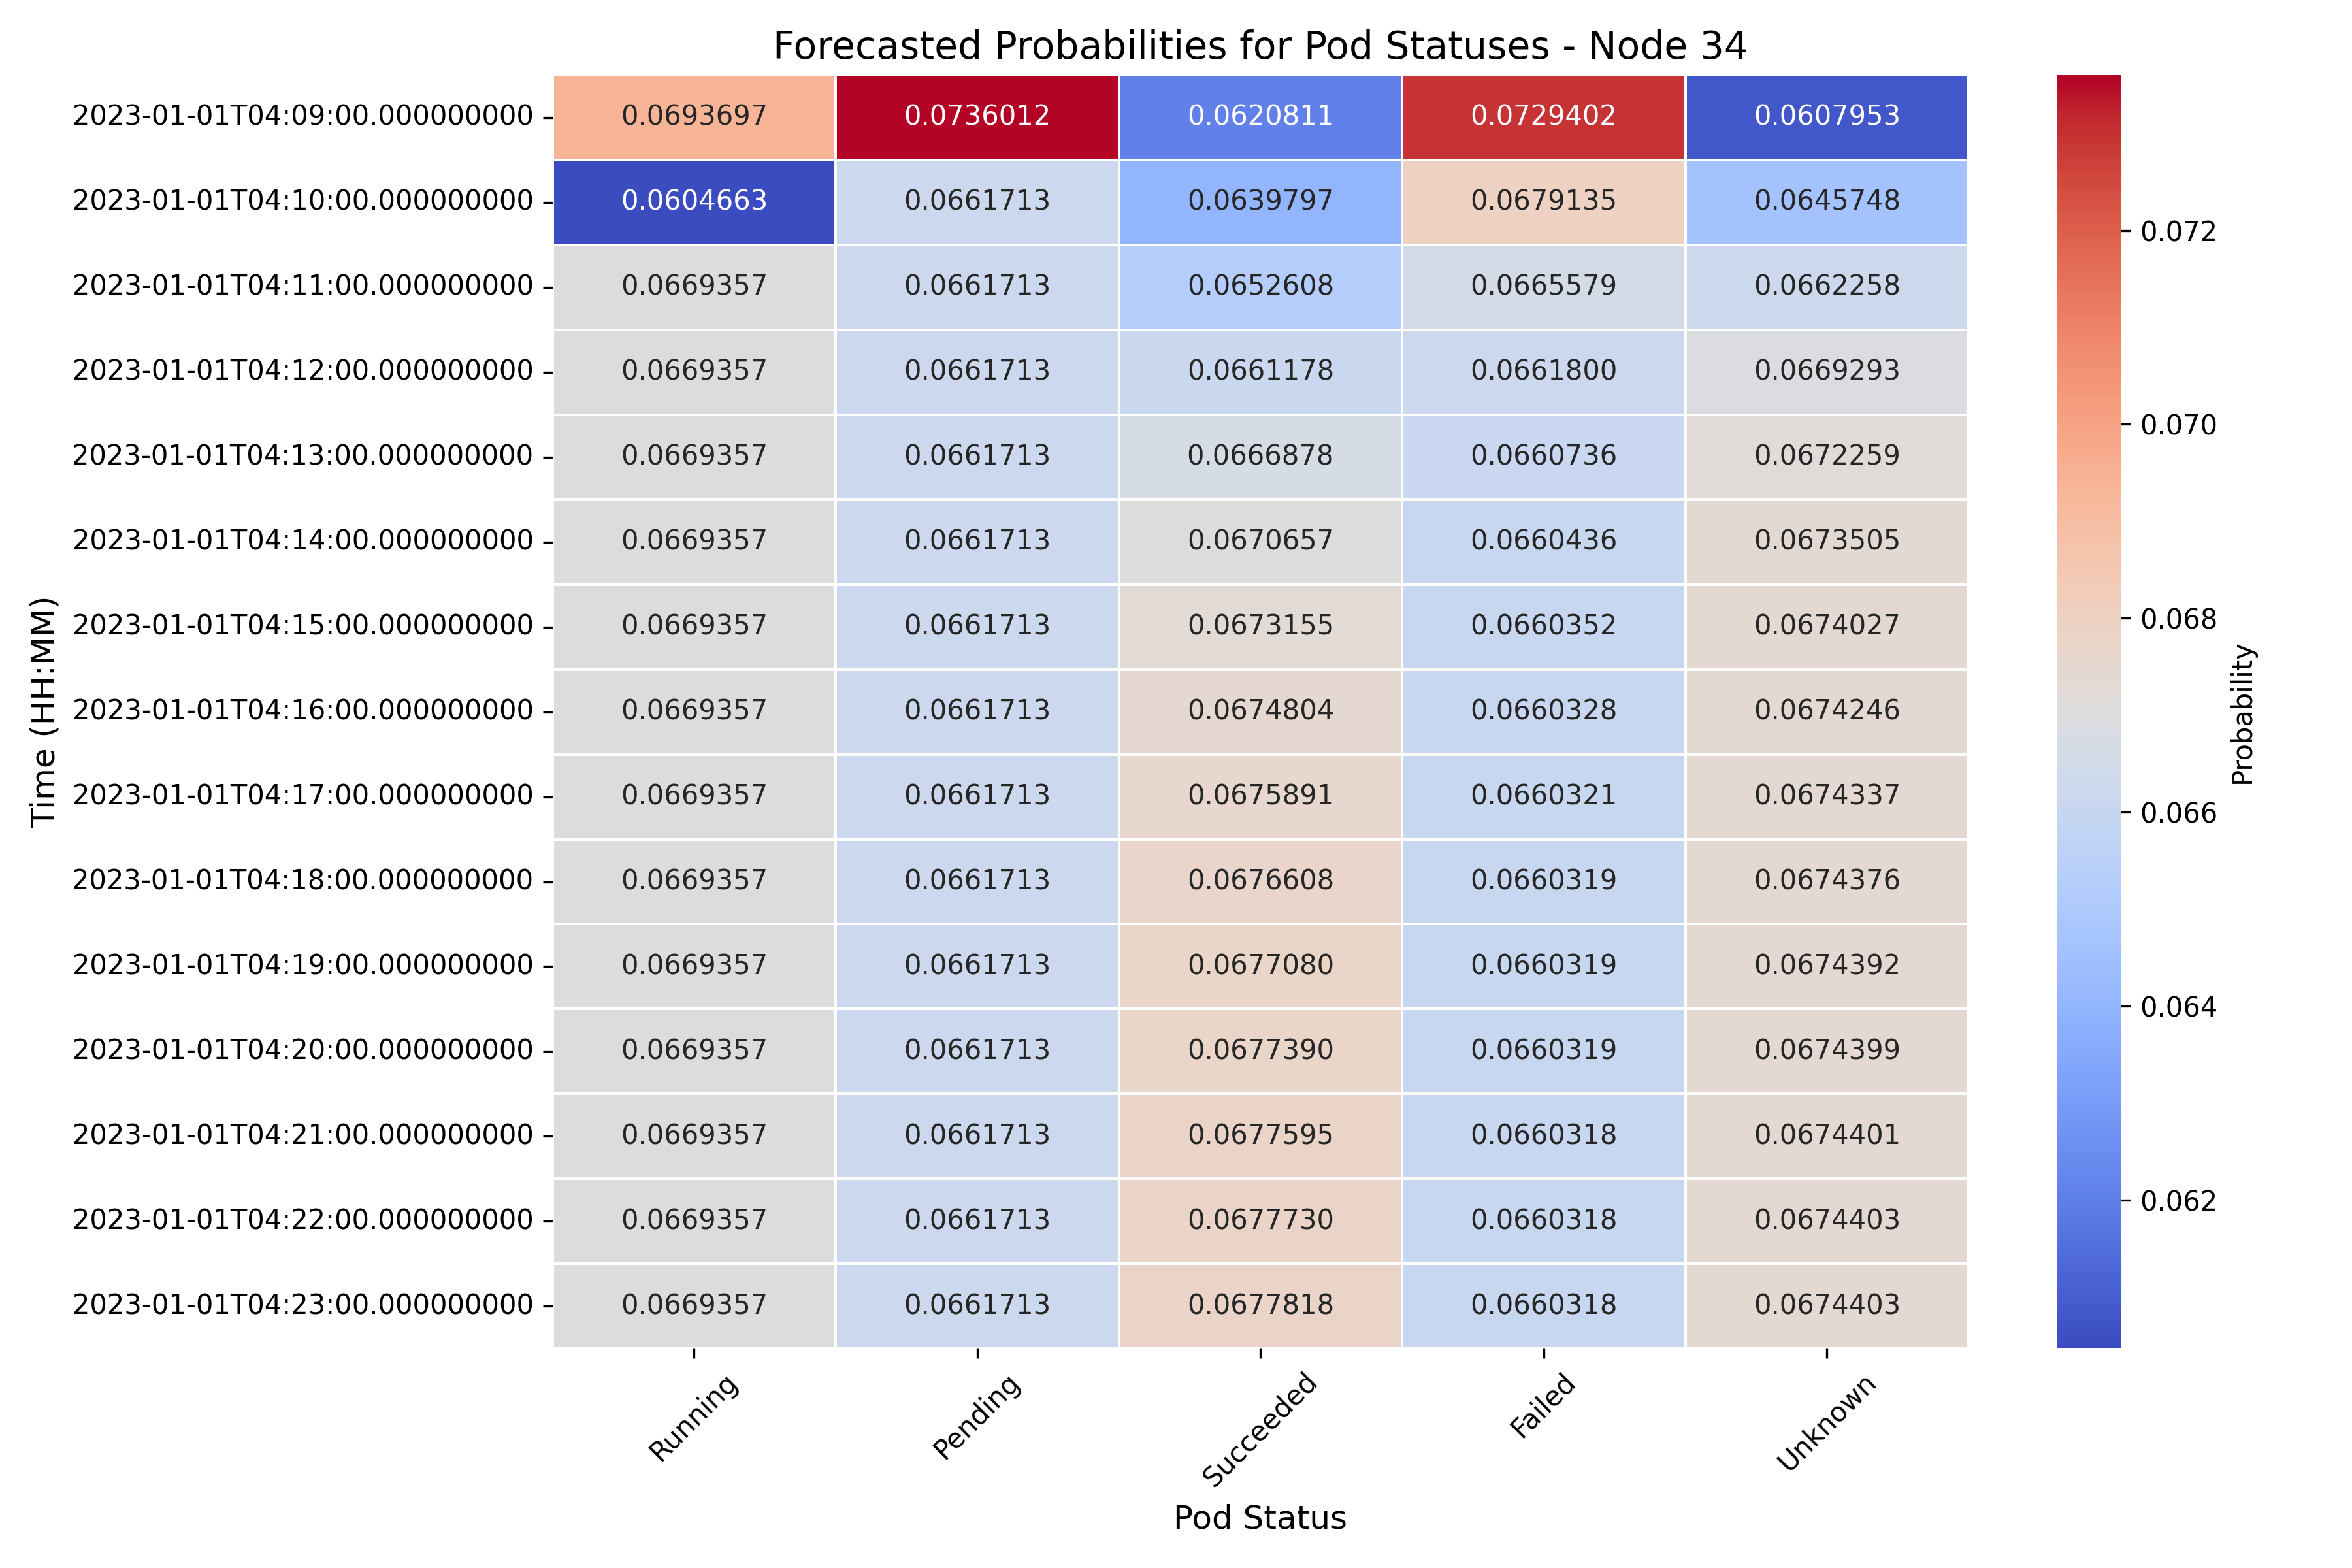 Forecasted Probabilities for Pod Statuses - Node 34
2023-01-01T04:09:00.000000000 0.0693697 0.0736012 0.0620811 0.0729402 0.0607953
2023-01-01T04:10:00.000000000 0.0604663 0.0661713 0.0639797 0.0679135 0.0645748
2023-01-01T04:11:00.000000000 0.0669357 0.0661713 0.0652608 0.0665579 0.0662258
2023-01-01T04:12:00.000000000 0.0669357 0.0661713 0.0661178 0.0661800 0.0669293
2023-01-01T04:13:00.000000000 0.0669357 0.0661713 0.0666878 0.0660736 0.0672259
2023-01-01T04:14:00.000000000 0.0669357 0.0661713 0.0670657 0.0660436 0.0673505
2023-01-01T04:15:00.000000000 0.0669357 0.0661713 0.0673155 0.0660352 0.0674027
2023-01-01T04:16:00.000000000 0.0669357 0.0661713 0.0674804 0.0660328 0.0674246
2023-01-01T04:17:00.000000000 0.0669357 0.0661713 0.0675891 0.0660321 0.0674337
2023-01-01T04:18:00.000000000 0.0669357 0.0661713 0.0676608 0.0660319 0.0674376
2023-01-01T04:19:00.000000000 0.0669357 0.0661713 0.0677080 0.0660319 0.0674392
2023-01-01T04:20:00.000000000 0.0669357 0.0661713 0.0677390 0.0660319 0.0674399
2023-01-01T04:21:00.000000000 0.0669357 0.0661713 0.0677595 0.0660318 0.0674401
2023-01-01T04:22:00.000000000 0.0669357 0.0661713 0.0677730 0.0660318 0.0674403
2023-01-01T04:23:00.000000000 0.0669357 0.0661713 0.0677818 0.0660318 0.0674403
Running Pending Succeeded Failed Unknown
Pod Status
Time (HH:MM)
0.072
0.070
0.068
0.066
0.064
0.062
Probability